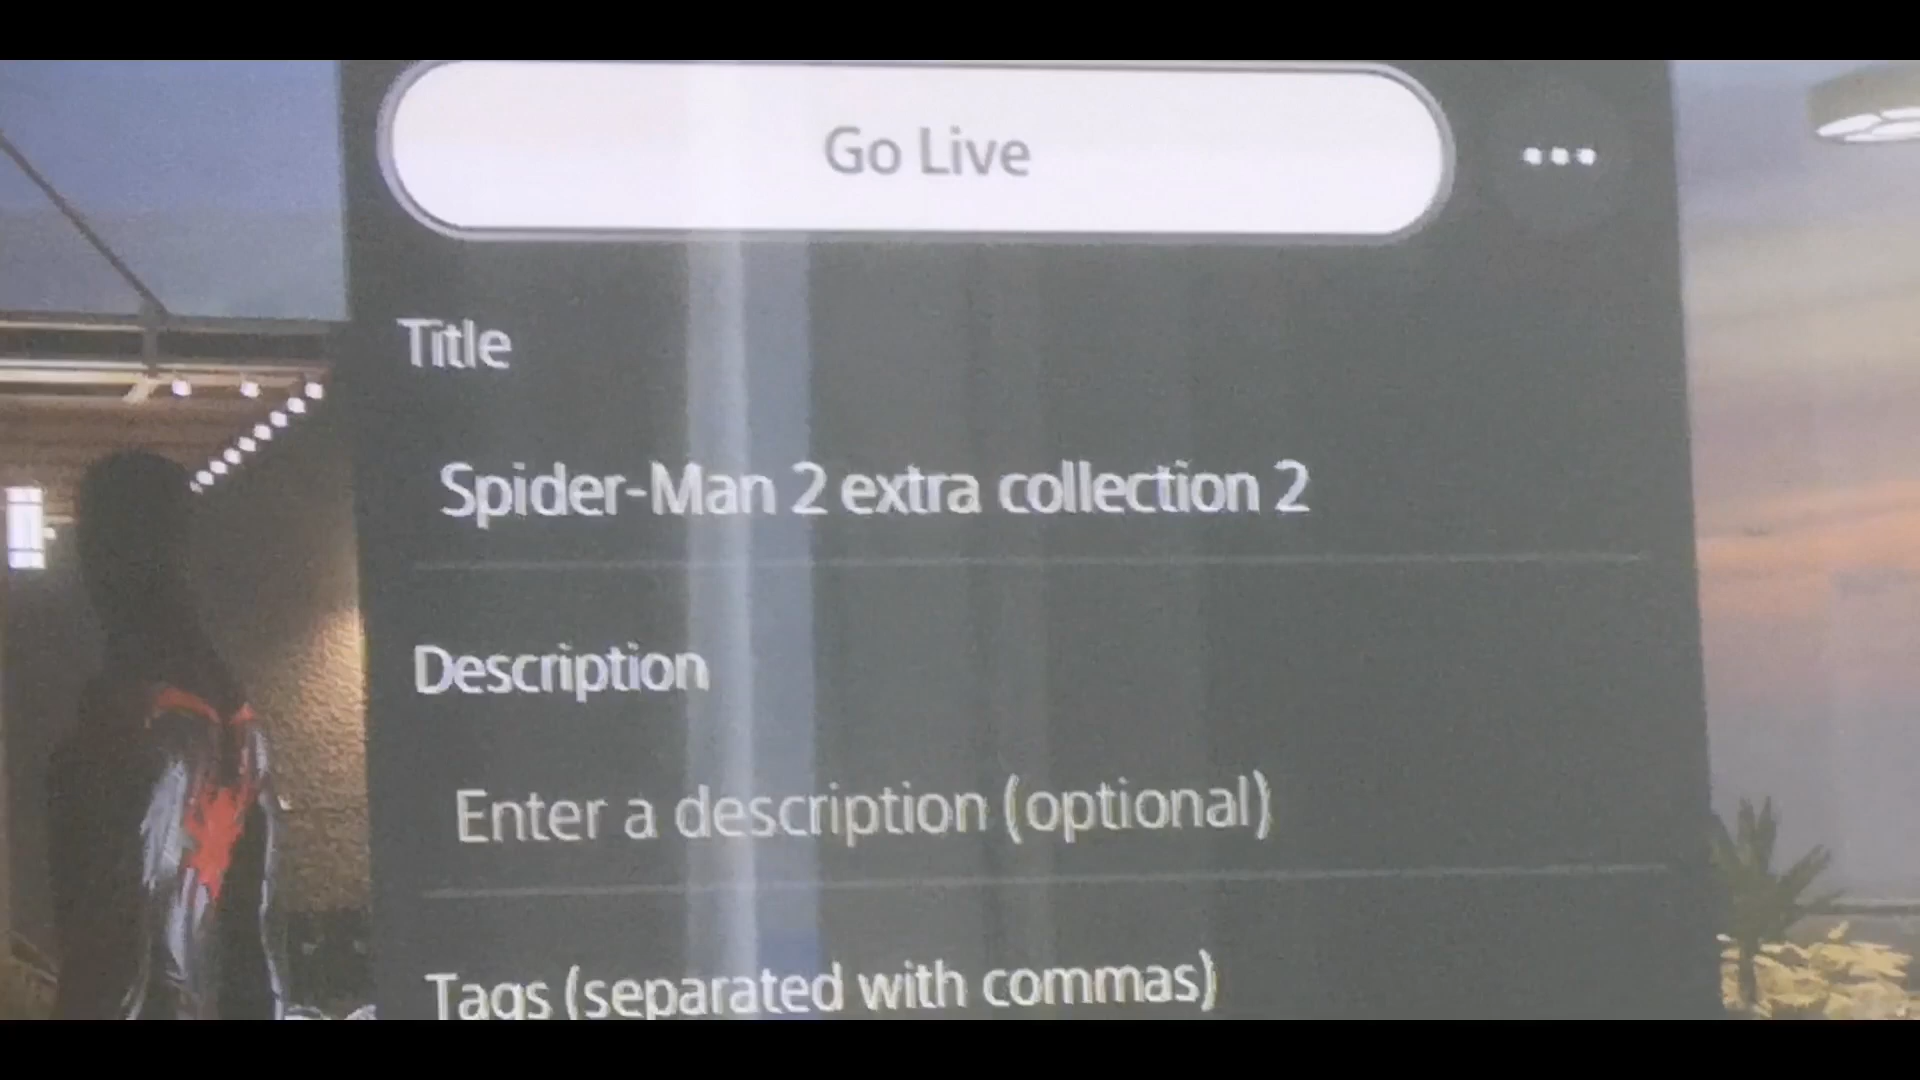 Go Live
Title
Spider-Man 2 extra collection 2
Description
Enter a description (optional)
Tags (separated with commas)